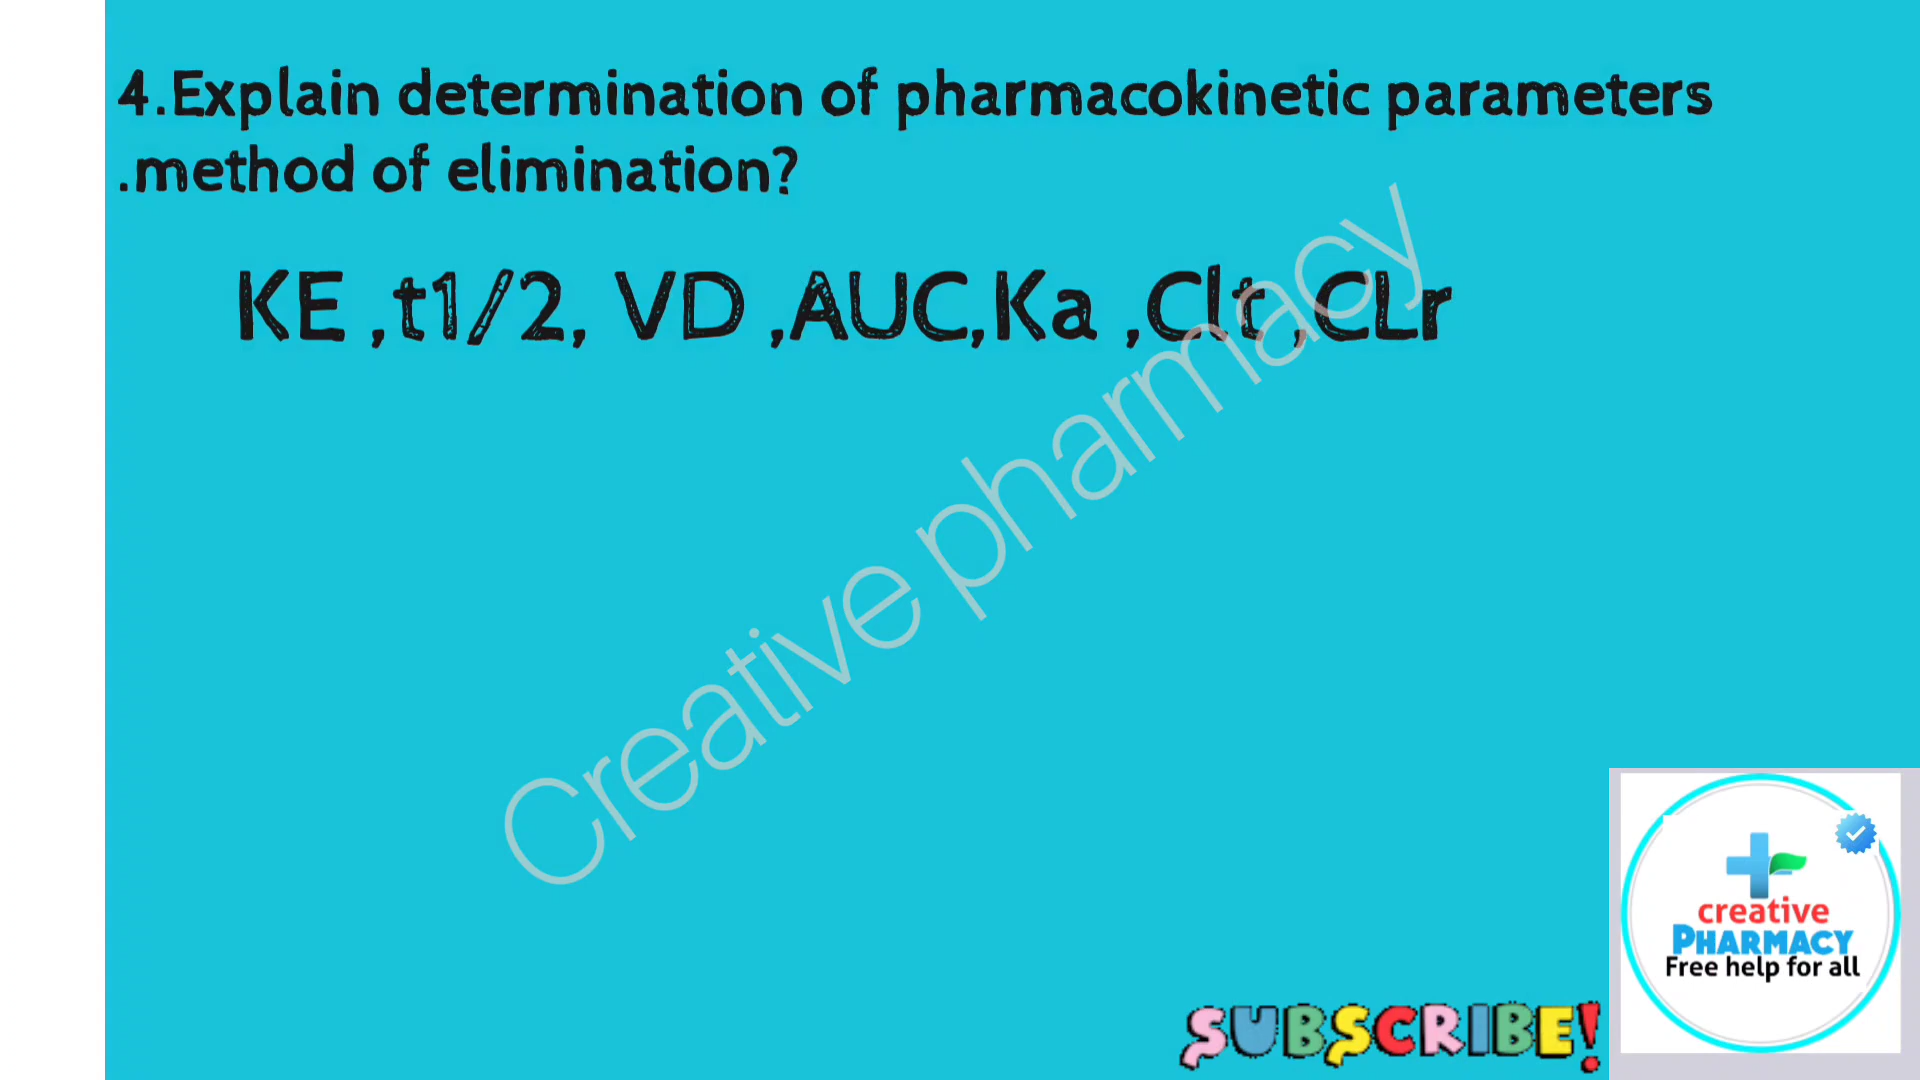 4.Explain determination of pharmacokinetic parameters
.method of elimination?
KE ,t1/2, VD ,AUC,Ka ,Clt ,CLr
Creative pharmacy
creative
PHARMACY
Free help for all
SUBSCRIBE!